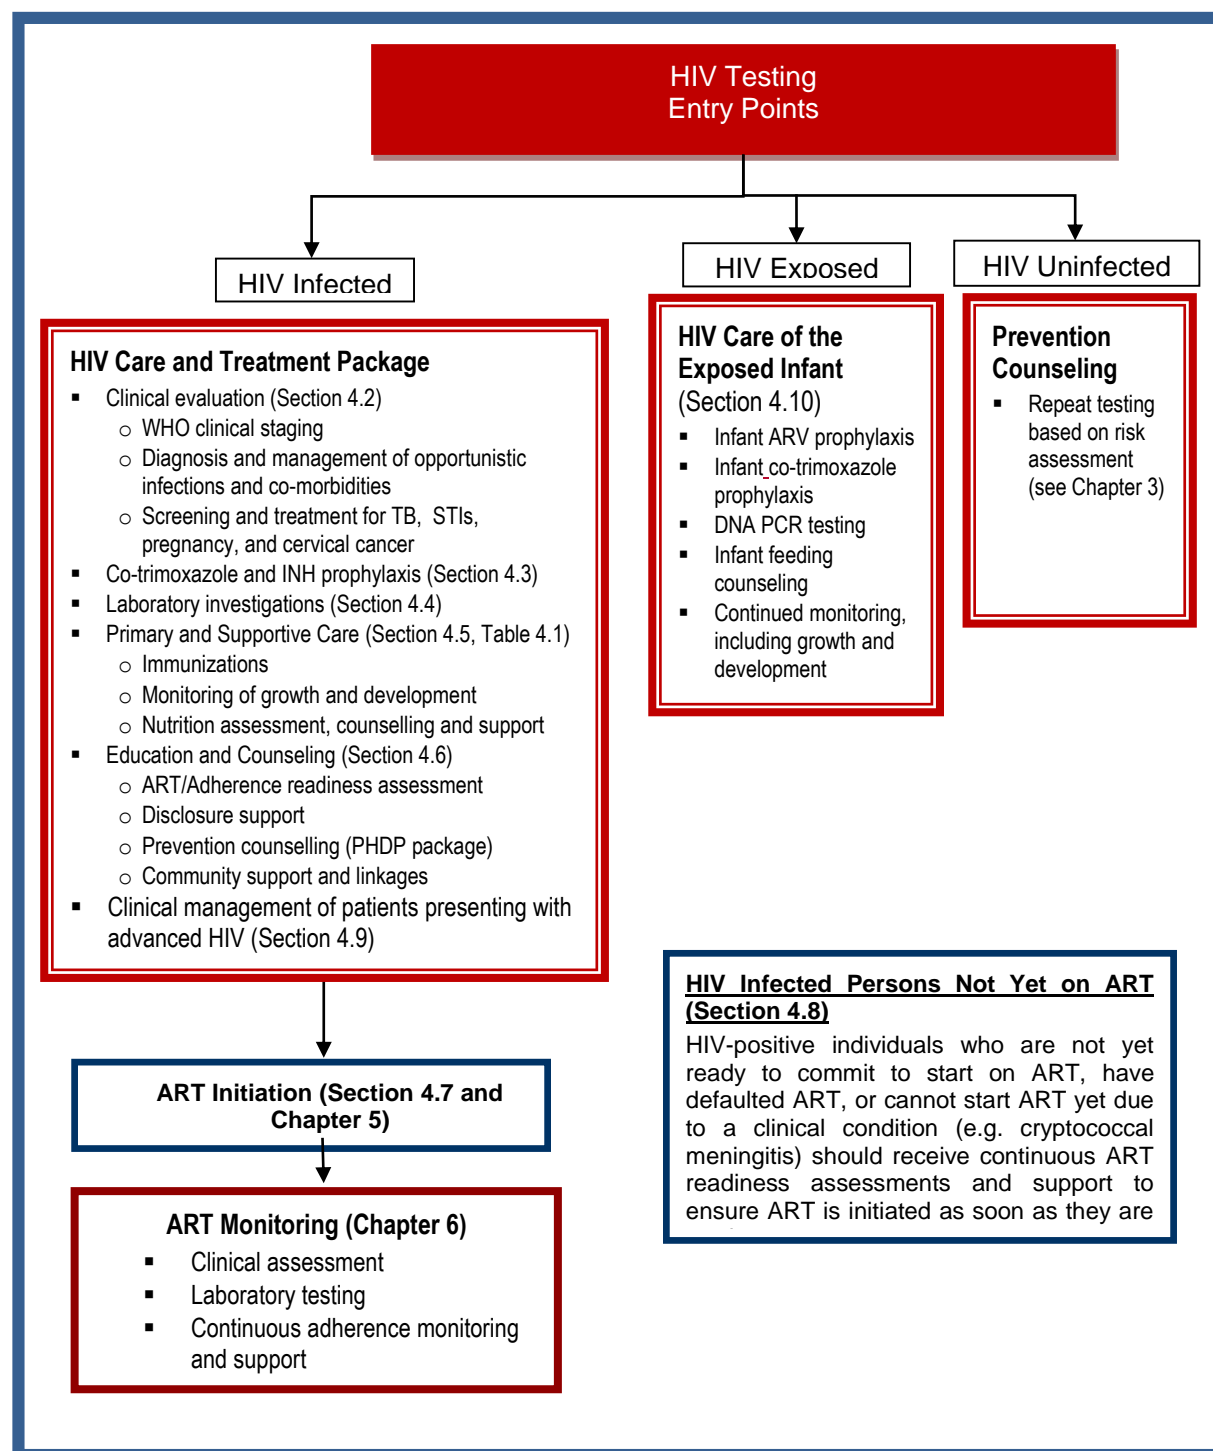 HIV Testing
Entry Points
HIV Infected
HIV Exposed
HIV Uninfected
HIV Care and Treatment Package
▪ Clinical evaluation (Section 4.2)
o WHO clinical staging
o Diagnosis and management of opportunistic
infections and co-morbidities
o Screening and treatment for TB, STIs,
pregnancy, and cervical cancer
▪ Co-trimoxazole and INH prophylaxis (Section 4.3)
▪ Laboratory investigations (Section 4.4)
▪ Primary and Supportive Care (Section 4.5, Table 4.1)
o Immunizations
o Monitoring of growth and development
o Nutrition assessment, counselling and support
▪ Education and Counseling (Section 4.6)
o ART/Adherence readiness assessment
o Disclosure support
o Prevention counselling (PHDP package)
o Community support and linkages
▪ Clinical management of patients presenting with
advanced HIV (Section 4.9)
HIV Care of the
Exposed Infant
(Section 4.10)
▪ Infant ARV prophylaxis
▪ Infant co-trimoxazole
prophylaxis
▪ DNA PCR testing
▪ Infant feeding
counseling
▪ Continued monitoring,
including growth and
development
Prevention
Counseling
▪ Repeat testing
based on risk
assessment
(see Chapter 3)
ART Initiation (Section 4.7 and
Chapter 5)
ART Monitoring (Chapter 6)
▪ Clinical assessment
▪ Laboratory testing
▪ Continuous adherence monitoring
and support
HIV Infected Persons Not Yet on ART
(Section 4.8)
HIV-positive individuals who are not yet
ready to commit to start on ART, have
defaulted ART, or cannot start ART yet due
to a clinical condition (e.g. cryptococcal
meningitis) should receive continuous ART
readiness assessments and support to
ensure ART is initiated as soon as they are